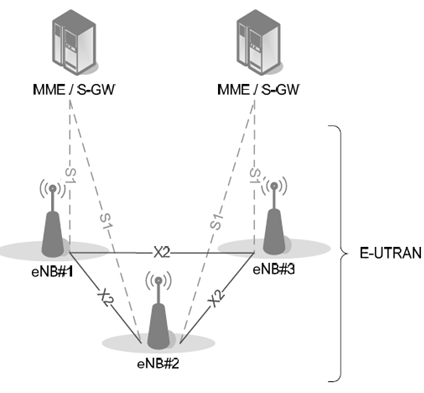 MME / S-GW
MME / S-GW
S1
S1
S1
S1
X2
E-UTRAN
eNB#1
eNB#3
X2
X2
eNB#2